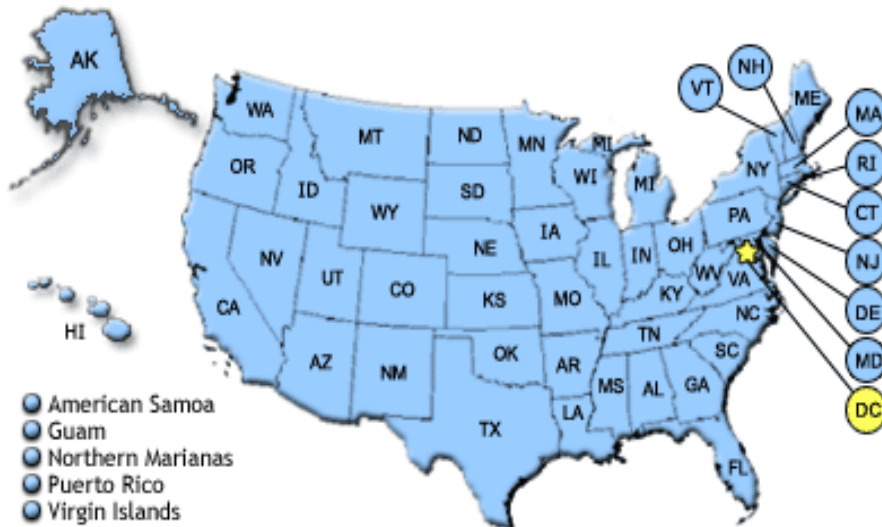 AK
NH
VT
ME
WA
MT
ND
MN
MI
MA
OR
ID
SD
WI
MI
NY
RI
WY
CT
IA
PA
NE
NV
UT
CO
IL
IN
OH
WV
VA
NJ
CA
KS
MO
KY
DE
HI
NC
TN
AZ
NM
OK
AR
SC
MD
MS
AL
GA
LA
DC
TX
FL
American Samoa
Guam
Northern Marianas
Puerto Rico
Virgin Islands